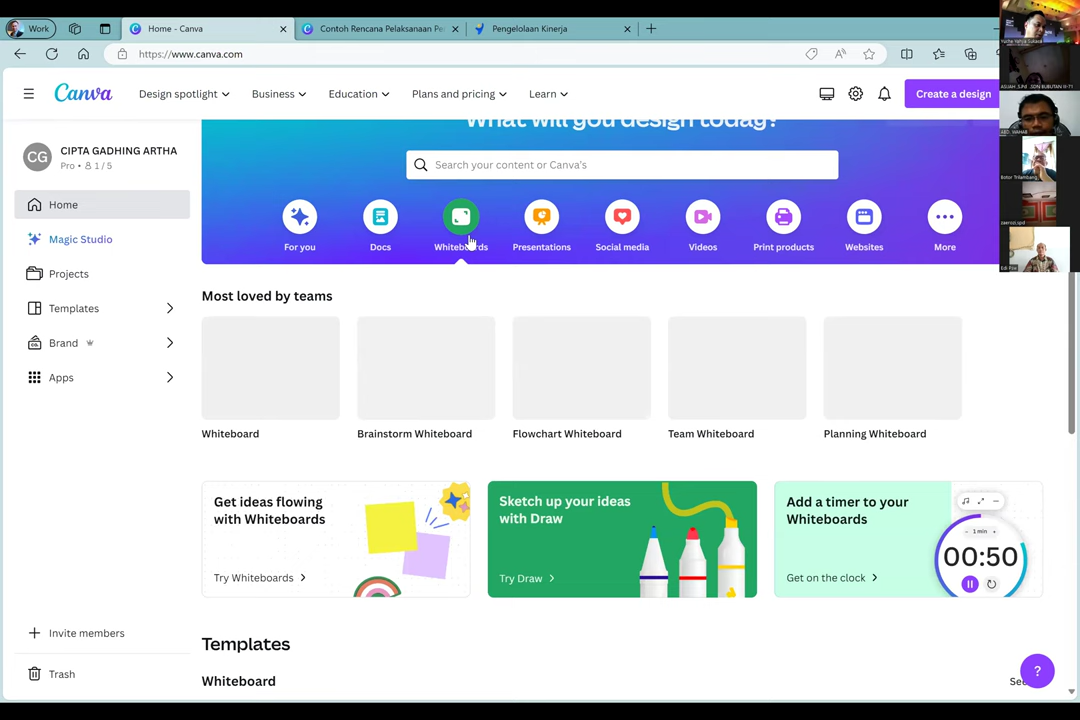 Work
Home - Canva
Contoh Rencana Pelaksanaan Pe
Pengelolaan Kinerja
https://www.canva.com
Canva
Design spotlight
Business
Education
Plans and pricing
Learn
Create a design
CG
CIPTA GADHING ARTHA
Pro • 1 / 5
Home
Magic Studio
Projects
Templates
Brand
Apps
Invite members
Trash
What will you design today?
Search your content or Canva's
For you
Docs
Whiteboards
Presentations
Social media
Videos
Print products
Websites
More
Most loved by teams
Whiteboard
Brainstorm Whiteboard
Flowchart Whiteboard
Team Whiteboard
Planning Whiteboard
Get ideas flowing
with Whiteboards
Try Whiteboards
Sketch up your ideas
with Draw
Try Draw
Add a timer to your
Whiteboards
Get on the clock
1 min
00:50
Templates
Whiteboard
See
?